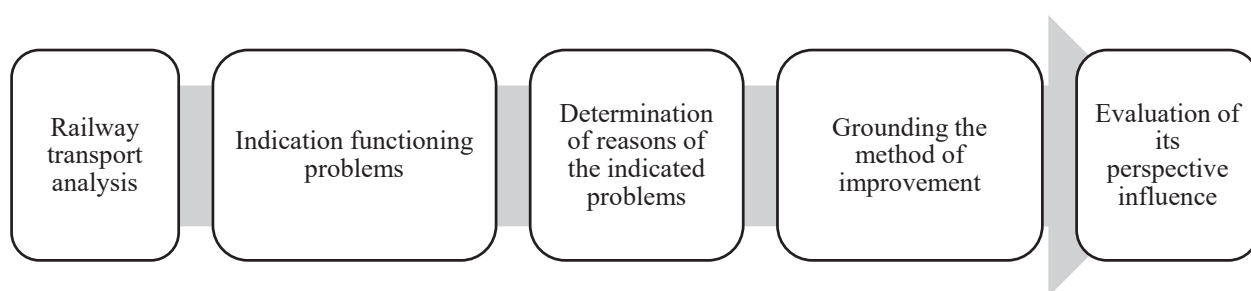 Railway
transport
analysis
Indication functioning
problems
Determination
of reasons of
the indicated
problems
Grounding the
method of
improvement
Evaluation of
its
perspective
influence